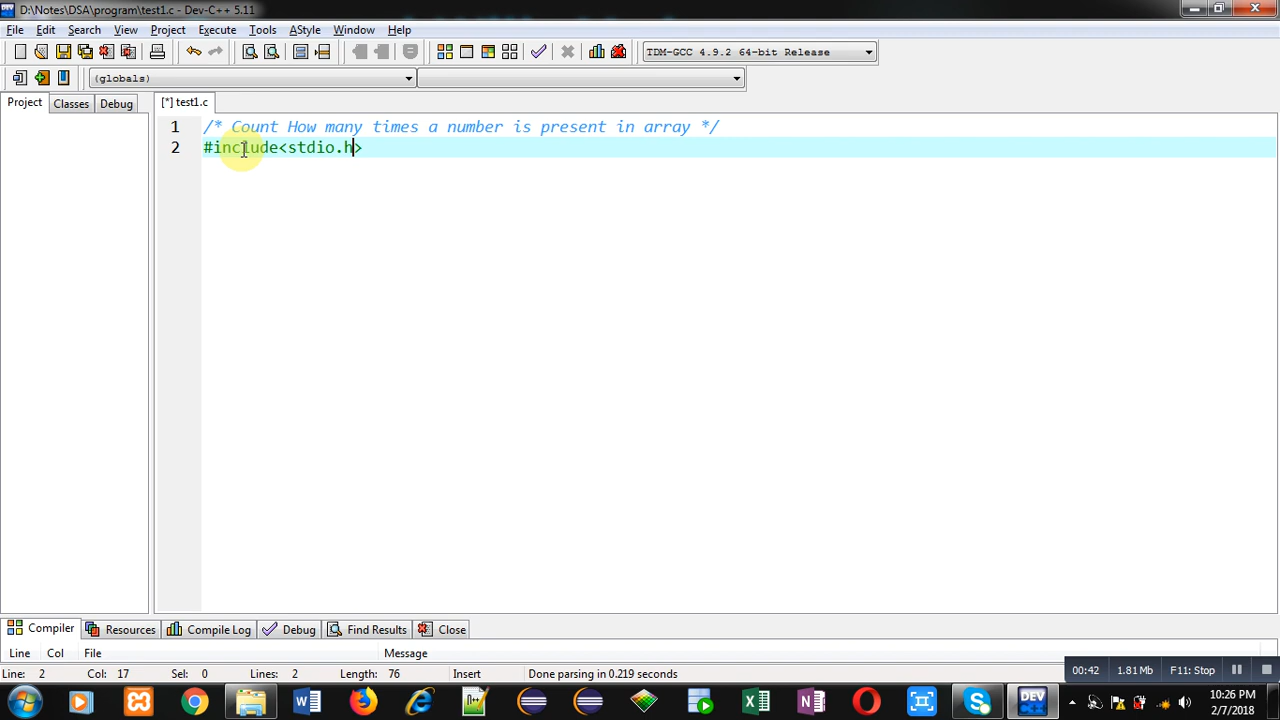 D:\Notes\DSA\program\test1.c - Dev-C++ 5.11
File Edit Search View Project Execute Tools AStyle Window Help
TDM-GCC 4.9.2 64-bit Release
(globals)
Project Classes Debug [*] test1.c
1 /* Count How many times a number is present in array */
2 #include<stdio.h>
Compiler Resources Compile Log Debug Find Results Close
Line Col File Message
Line: 2 Col: 17 Sel: 0 Lines: 2 Length: 76 Insert Done parsing in 0.219 seconds
00:42 1.81 Mb F11: Stop
DEV
10:26 PM
2/7/2018